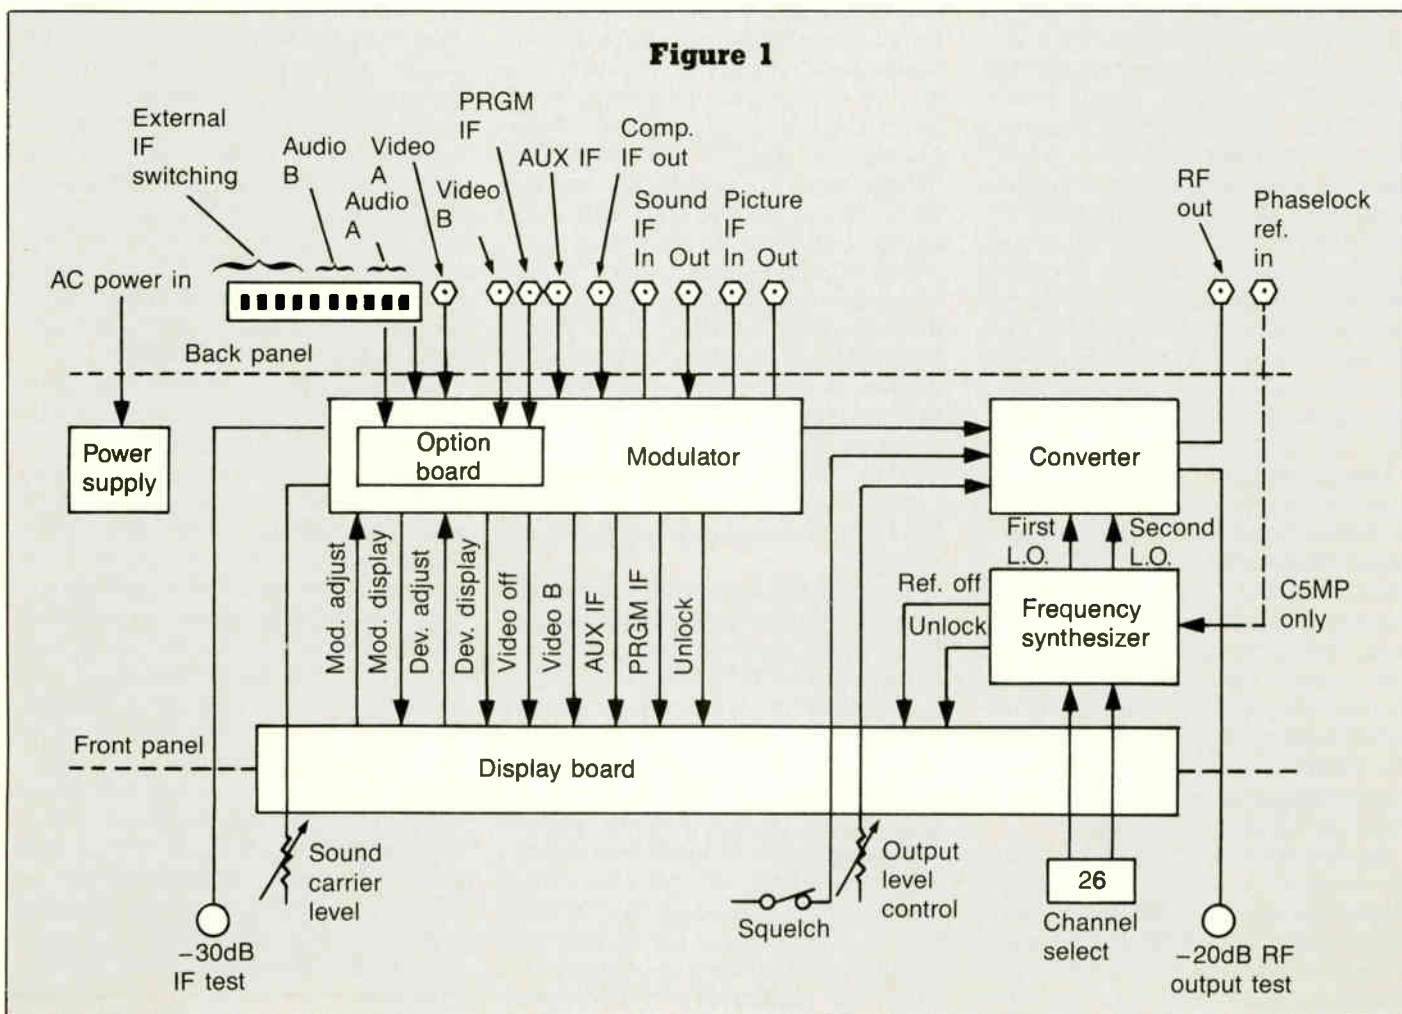 Figure 1
External
IF
switching
Audio
B
Video
A
Audio
A
PRGM
IF
Video
B
AUX IF
Comp.
IF out
Sound
IF
In Out
Picture
IF
In Out
RF
out
Phaselock
ref.
in
AC power in
Back panel
Power
supply
Option
board
Modulator
Converter
First
L.O.
Second
L.O.
Mod. adjust
Mod. display
Dev. adjust
Dev. display
Video off
Video B
AUX IF
PRGM IF
Unlock
Ref. off
Unlock
Frequency
synthesizer
C5MP
only
Front panel
Display board
Sound
carrier
level
Squelch
Output
level
control
26
Channel
select
−30dB
IF test
−20dB RF
output test